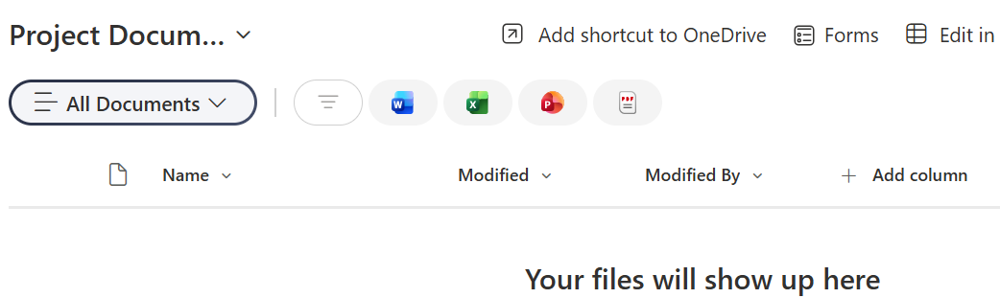 Project Docum...
Add shortcut to OneDrive Forms Edit in
All Documents W X P PDF
Name Modified Modified By Add column
Your files will show up here